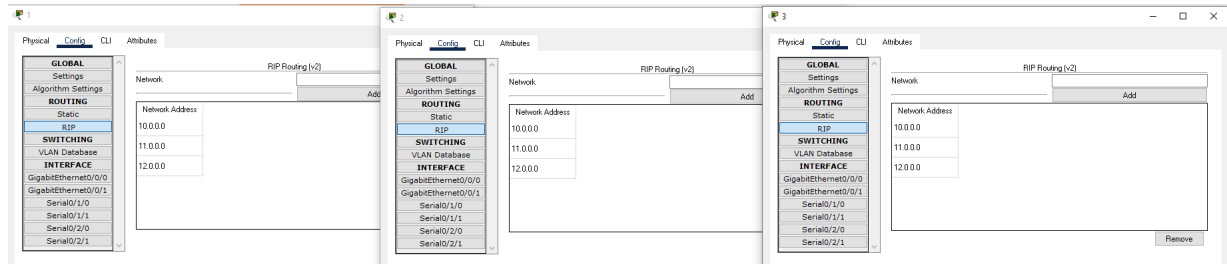 1
Physical Config CLI Attributes
GLOBAL
Settings
Algorithm Settings
ROUTING
Static
RIP
SWITCHING
VLAN Database
INTERFACE
GigabitEthernet0/0/0
GigabitEthernet0/0/1
Serial0/1/0
Serial0/1/1
Serial0/2/0
Serial0/2/1
RIP Routing (v2)
Network
Add
Network Address
10.0.0.0
11.0.0.0
12.0.0.0
2
Physical Config CLI Attributes
GLOBAL
Settings
Algorithm Settings
ROUTING
Static
RIP
SWITCHING
VLAN Database
INTERFACE
GigabitEthernet0/0/0
GigabitEthernet0/0/1
Serial0/1/0
Serial0/1/1
Serial0/2/0
Serial0/2/1
RIP Routing (v2)
Network
Add
Network Address
10.0.0.0
11.0.0.0
12.0.0.0
3
Physical Config CLI Attributes
GLOBAL
Settings
Algorithm Settings
ROUTING
Static
RIP
SWITCHING
VLAN Database
INTERFACE
GigabitEthernet0/0/0
GigabitEthernet0/0/1
Serial0/1/0
Serial0/1/1
Serial0/2/0
Serial0/2/1
RIP Routing (v2)
Network
Add
Network Address
10.0.0.0
11.0.0.0
12.0.0.0
Remove